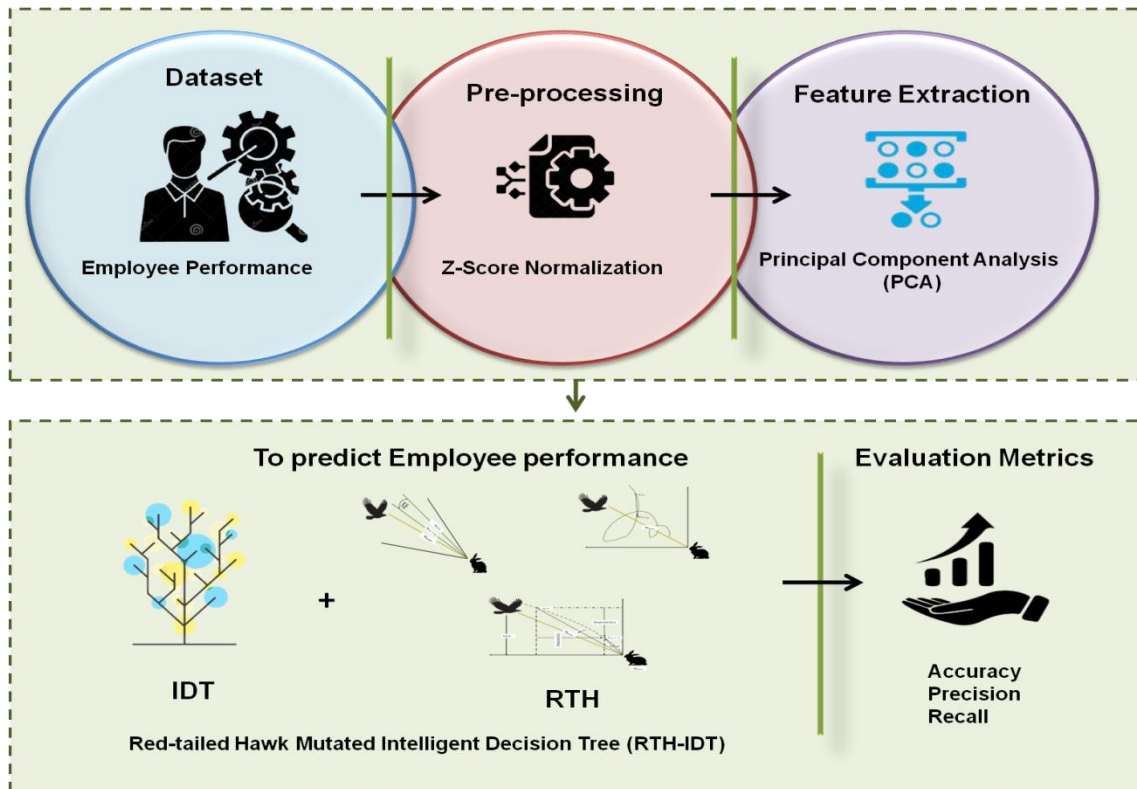 Dataset
Employee Performance
Pre-processing
Z-Score Normalization
Feature Extraction
Principal Component Analysis
(PCA)
To predict Employee performance
IDT
+
RTH
Red-tailed Hawk Mutated Intelligent Decision Tree (RTH-IDT)
Evaluation Metrics
Accuracy
Precision
Recall